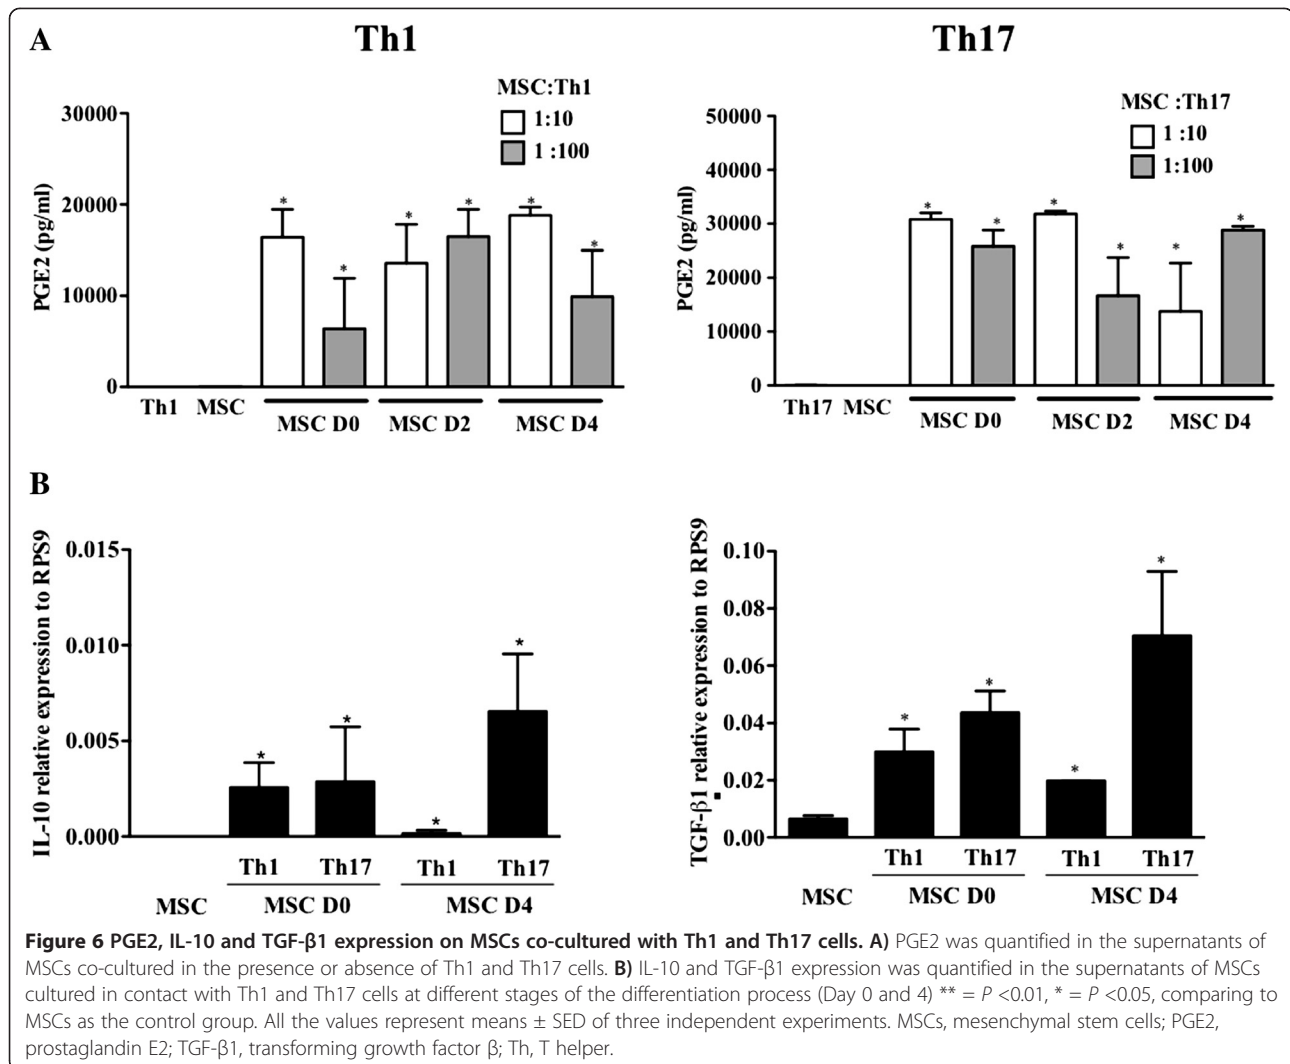 A
Th1
Th17
MSC:Th1
1:10
1 :100
30000
20000
10000
0
PGE2 (pg/ml)
* * * * * *
Th1 MSC MSC D0 MSC D2 MSC D4
MSC :Th17
1 :10
1:100
50000
40000
30000
20000
10000
0
PGE2 (pg/ml)
* * * * * *
Th17 MSC MSC D0 MSC D2 MSC D4
B
0.015
0.010
0.005
0.000
IL-10 relative expression to RPS9
* * * *
Th1 Th17 Th1 Th17
MSC MSC D0 MSC D4
0.10
0.08
0.06
0.04
0.02
0.00
TGF-β1 relative expression to RPS9
* * * *
Th1 Th17 Th1 Th17
MSC MSC D0 MSC D4
Figure 6 PGE2, IL-10 and TGF-β1 expression on MSCs co-cultured with Th1 and Th17 cells. A) PGE2 was quantified in the supernatants of
MSCs co-cultured in the presence or absence of Th1 and Th17 cells. B) IL-10 and TGF-β1 expression was quantified in the supernatants of MSCs
cultured in contact with Th1 and Th17 cells at different stages of the differentiation process (Day 0 and 4) ** = P <0.01, * = P <0.05, comparing to
MSCs as the control group. All the values represent means ± SED of three independent experiments. MSCs, mesenchymal stem cells; PGE2,
prostaglandin E2; TGF-β1, transforming growth factor β; Th, T helper.